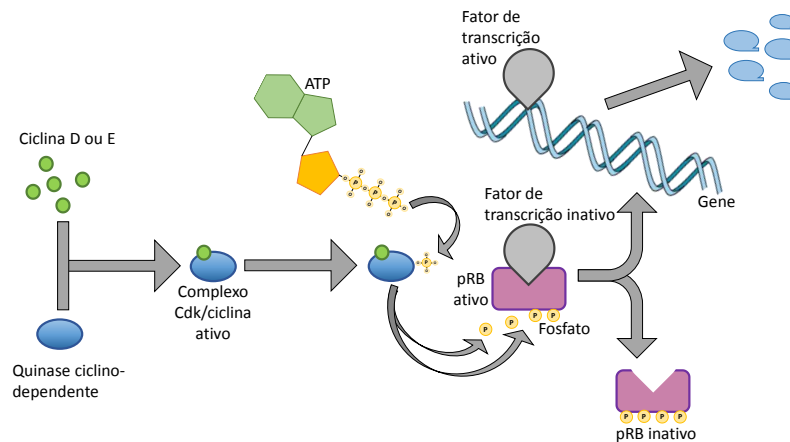 Fator de
transcrição
ativo
ATP
Ciclina D ou E
P P P
Gene
Fator de
transcrição inativo
P
pRB
ativo
Complexo
Cdk/ciclina
ativo
P P P P
Fosfato
Quinase ciclino-
dependente
P P P P
pRB inativo